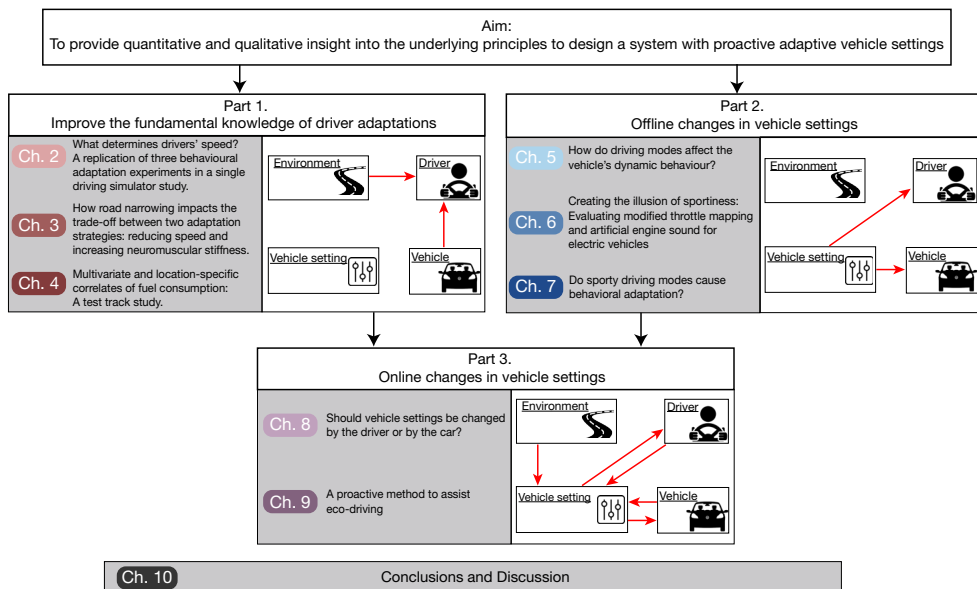 Aim:
To provide quantitative and qualitative insight into the underlying principles to design a system with proactive adaptive vehicle settings
Part 1.
Improve the fundamental knowledge of driver adaptations
Ch. 2
What determines drivers' speed?
A replication of three behavioural
adaptation experiments in a single
driving simulator study.
Ch. 3
How road narrowing impacts the
trade-off between two adaptation
strategies: reducing speed and
increasing neuromuscular stiffness.
Ch. 4
Multivariate and location-specific
correlates of fuel consumption:
A test track study.
Environment
Driver
Vehicle setting
Vehicle
Part 2.
Offline changes in vehicle settings
Ch. 5
How do driving modes affect the
vehicle's dynamic behaviour?
Ch. 6
Creating the illusion of sportiness:
Evaluating modified throttle mapping
and artificial engine sound for
electric vehicles
Ch. 7
Do sporty driving modes cause
behavioral adaptation?
Environment
Driver
Vehicle setting
Vehicle
Part 3.
Online changes in vehicle settings
Ch. 8
Should vehicle settings be changed
by the driver or by the car?
Ch. 9
A proactive method to assist
eco-driving
Environment
Driver
Vehicle setting
Vehicle
Ch. 10
Conclusions and Discussion